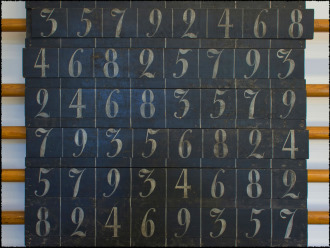 3 5 7 9 2 4 6 8
4 6 8 2 5 7 9 3
2 4 6 8 3 5 7 9
7 9 3 5 6 8 2 4
5 7 9 3 4 6 8 2
8 2 4 6 9 3 5 7